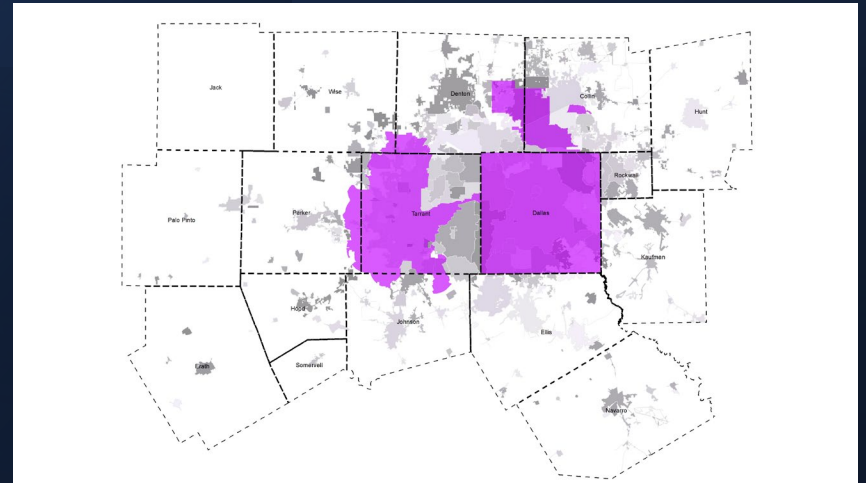 Jack
Wise
Denton
Collin
Hunt
Palo Pinto
Parker
Tarrant
Dallas
Rockwall
Kaufman
Erath
Hood
Somervell
Johnson
Ellis
Navarro